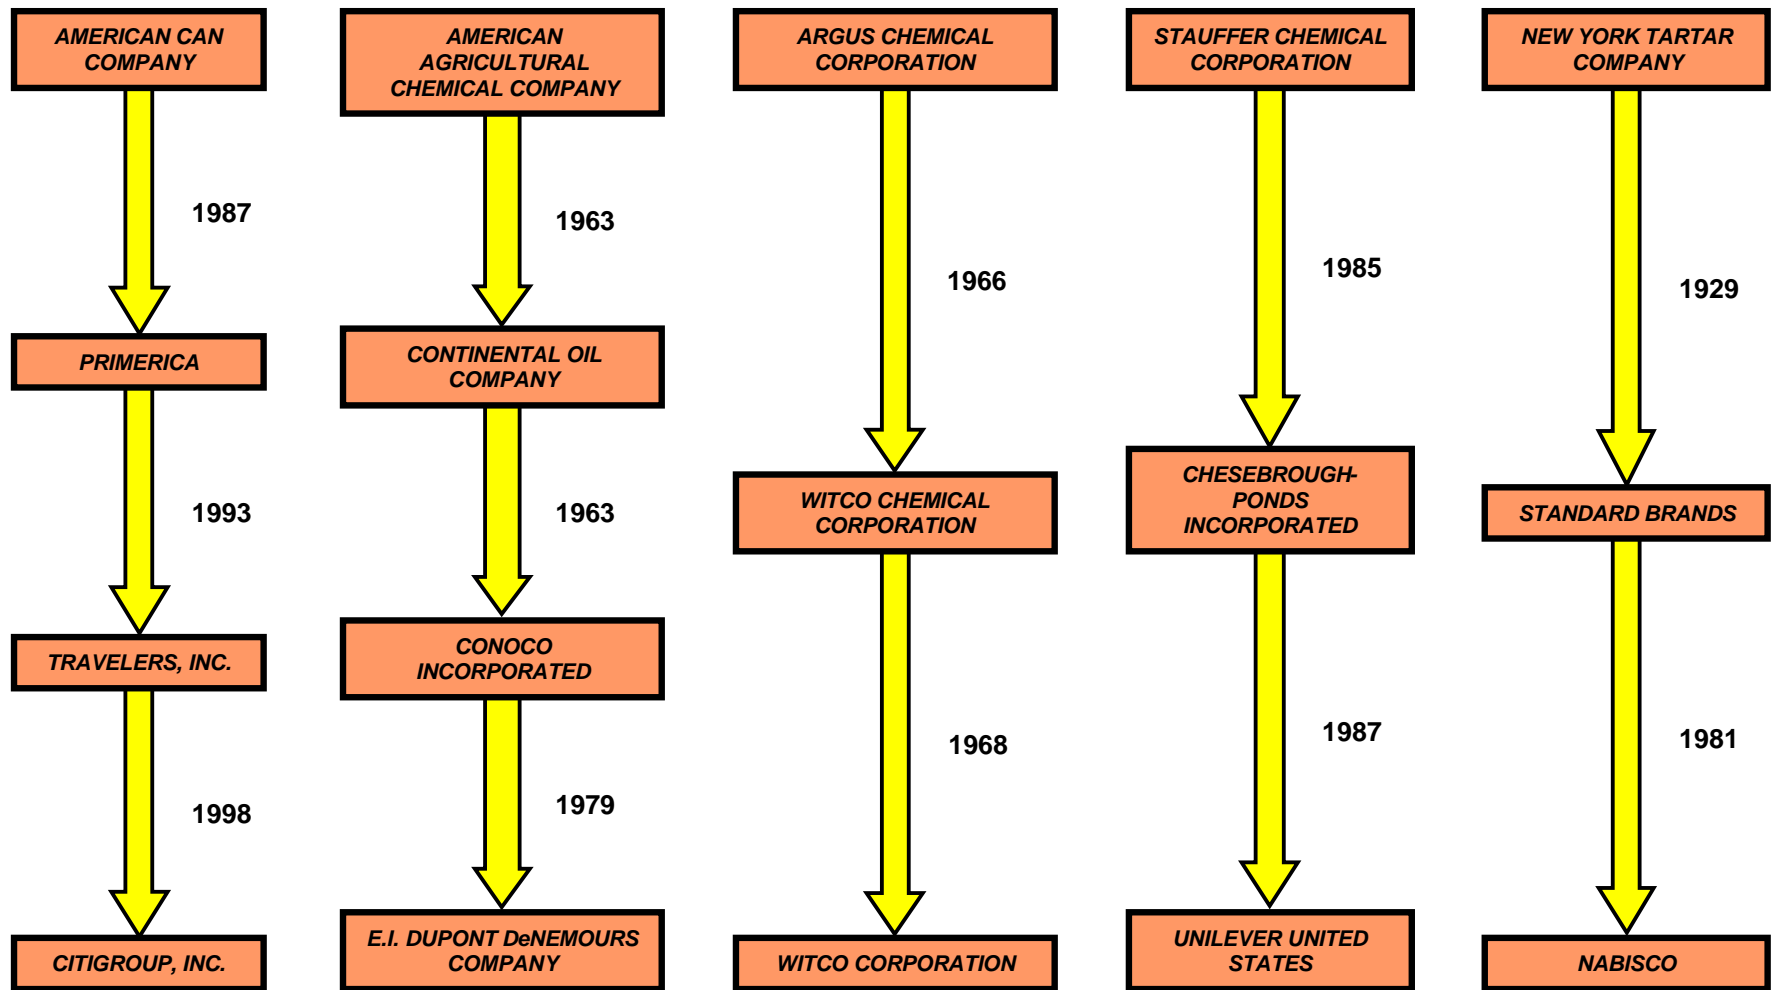 AMERICAN CAN
COMPANY
1987
PRIMERICA
1993
TRAVELERS, INC.
1998
CITIGROUP, INC.
AMERICAN
AGRICULTURAL
CHEMICAL COMPANY
1963
CONTINENTAL OIL
COMPANY
1963
CONOCO
INCORPORATED
1979
E.I. DUPONT DeNEMOURS
COMPANY
ARGUS CHEMICAL
CORPORATION
1966
WITCO CHEMICAL
CORPORATION
1968
WITCO CORPORATION
STAUFFER CHEMICAL
CORPORATION
1985
CHESEBROUGH-
PONDS
INCORPORATED
1987
UNILEVER UNITED
STATES
NEW YORK TARTAR
COMPANY
1929
STANDARD BRANDS
1981
NABISCO